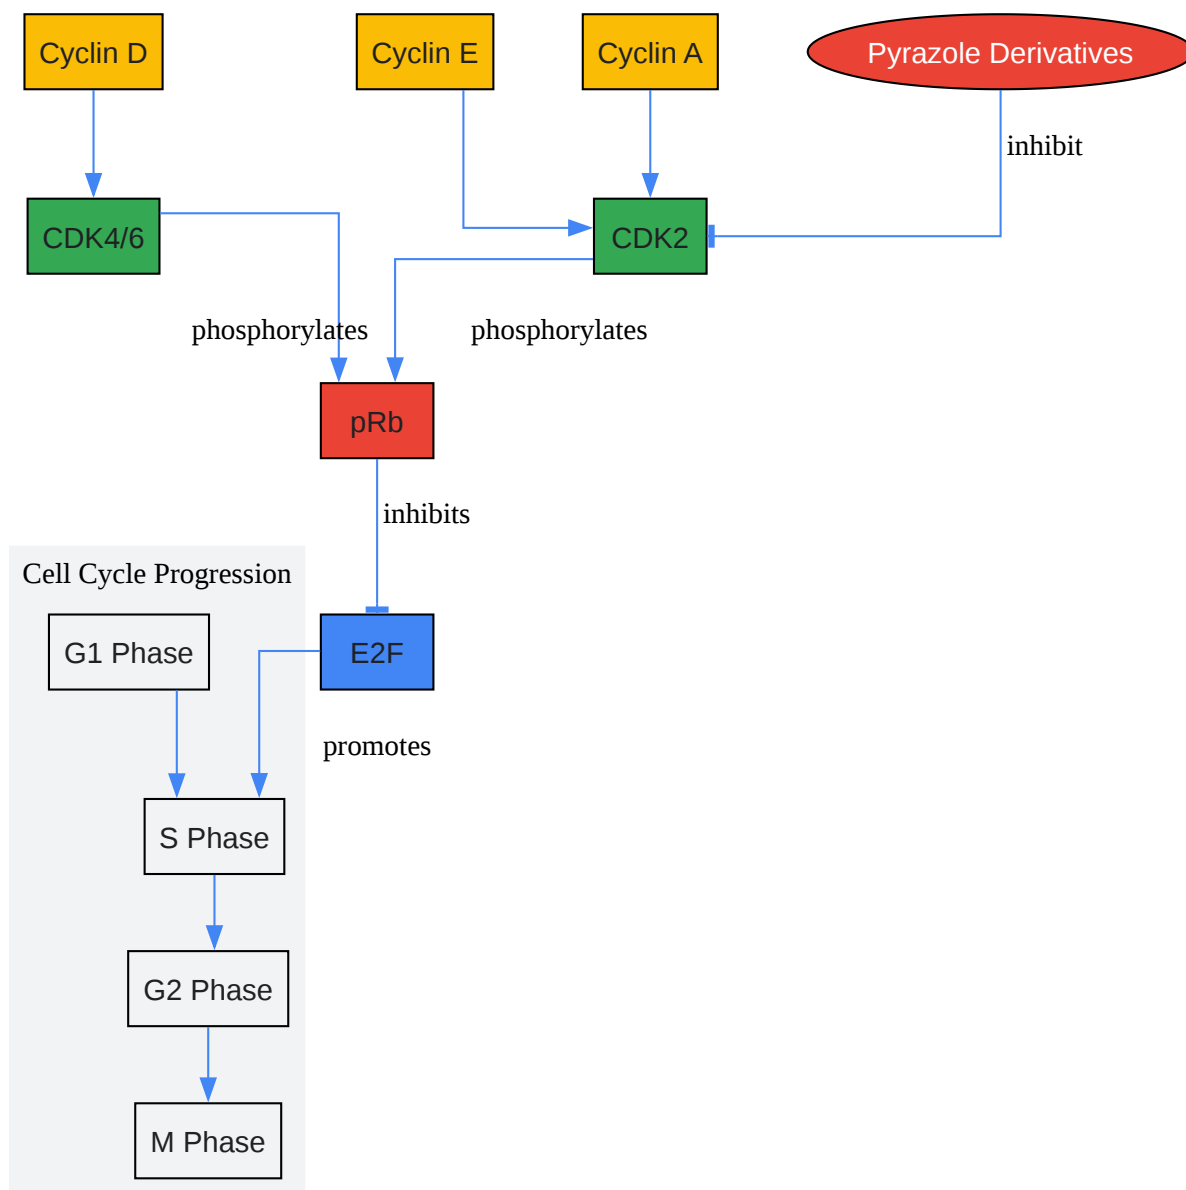 Cyclin D
Cyclin E
Cyclin A
Pyrazole Derivatives
inhibit
CDK4/6
CDK2
phosphorylates
phosphorylates
pRb
inhibits
Cell Cycle Progression
G1 Phase
E2F
promotes
S Phase
G2 Phase
M Phase